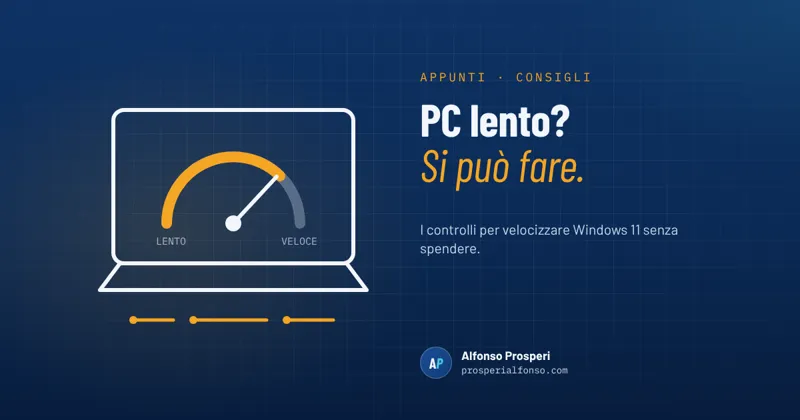 APPUNTI · CONSIGLI
PC lento?
Si può fare.
LENTO
VELOCE
I controlli per velocizzare Windows 11 senza
spendere.
AP
Alfonso Prosperi
prosperialfonso.com